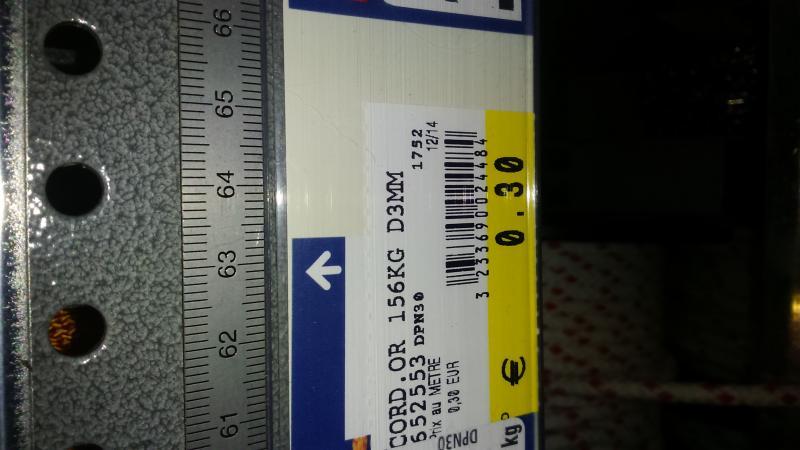 CORD.OR 156KG D3MM
652553 DPN30
1752
12/14
Prix au METRE
0,30 EUR
3 233690 024484
0.30
€
kg
DPN30
66
65
64
63
62
61